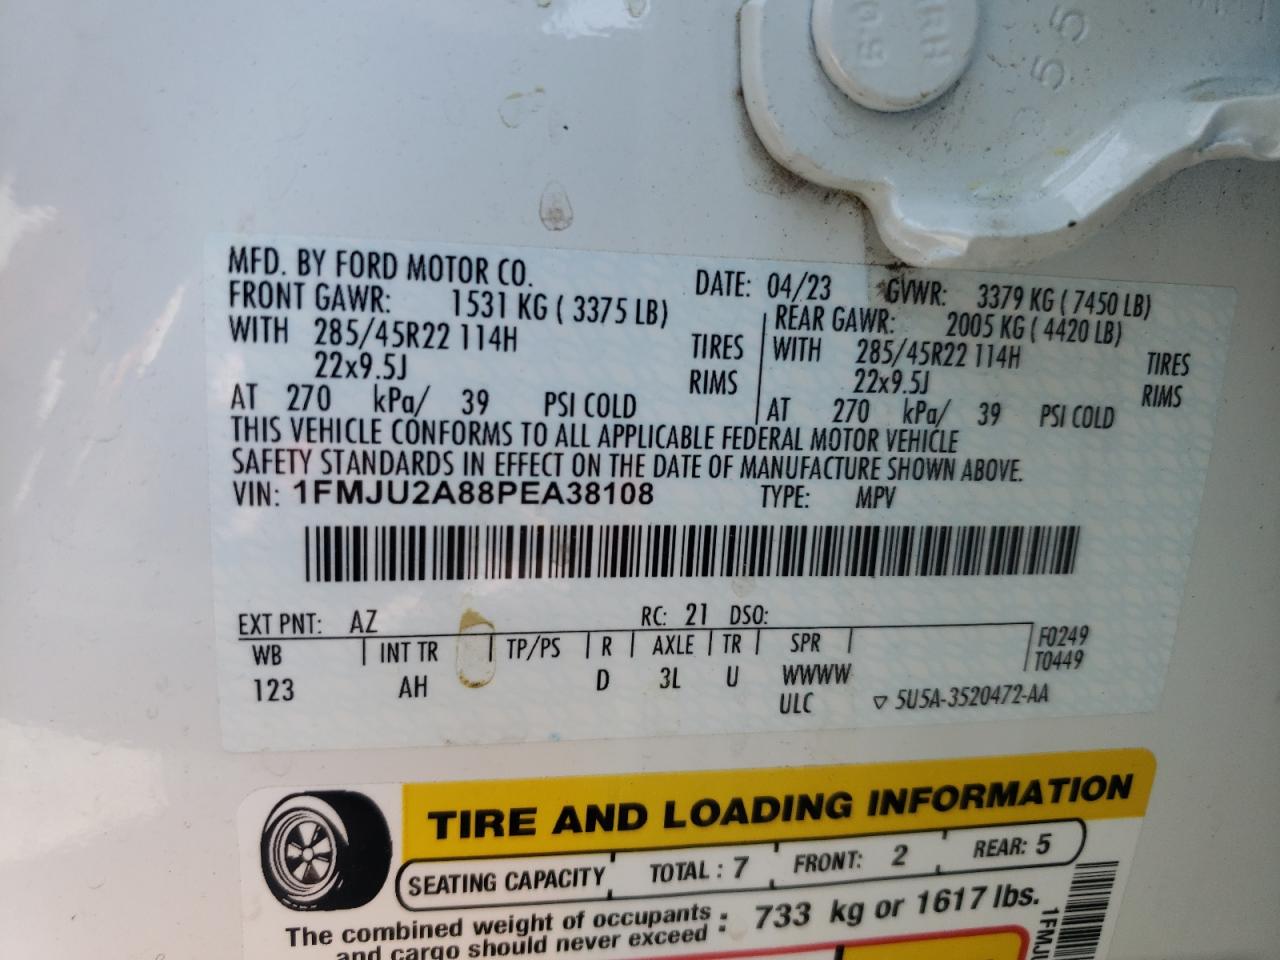 MFD. BY FORD MOTOR CO. DATE: 04/23 GVWR: 3379 KG ( 7450 LB)
FRONT GAWR: 1531 KG ( 3375 LB) REAR GAWR: 2005 KG ( 4420 LB)
WITH 285/45R22 114H TIRES WITH 285/45R22 114H TIRES
22x9.5J RIMS 22x9.5J RIMS
AT 270 kPa/ 39 PSI COLD AT 270 kPa/ 39 PSI COLD
THIS VEHICLE CONFORMS TO ALL APPLICABLE FEDERAL MOTOR VEHICLE
SAFETY STANDARDS IN EFFECT ON THE DATE OF MANUFACTURE SHOWN ABOVE.
VIN: 1FMJU2A88PEA38108 TYPE: MPV
EXT PNT: AZ RC: 21 DSO:
WB INT TR TP/PS R AXLE TR SPR F0249
123 AH D 3L U WWWW T0449
ULC ▽ 5U5A-3520472-AA
TIRE AND LOADING INFORMATION
SEATING CAPACITY TOTAL : 7 FRONT: 2 REAR: 5
The combined weight of occupants : 733 kg or 1617 lbs.
and cargo should never exceed
1FMJU